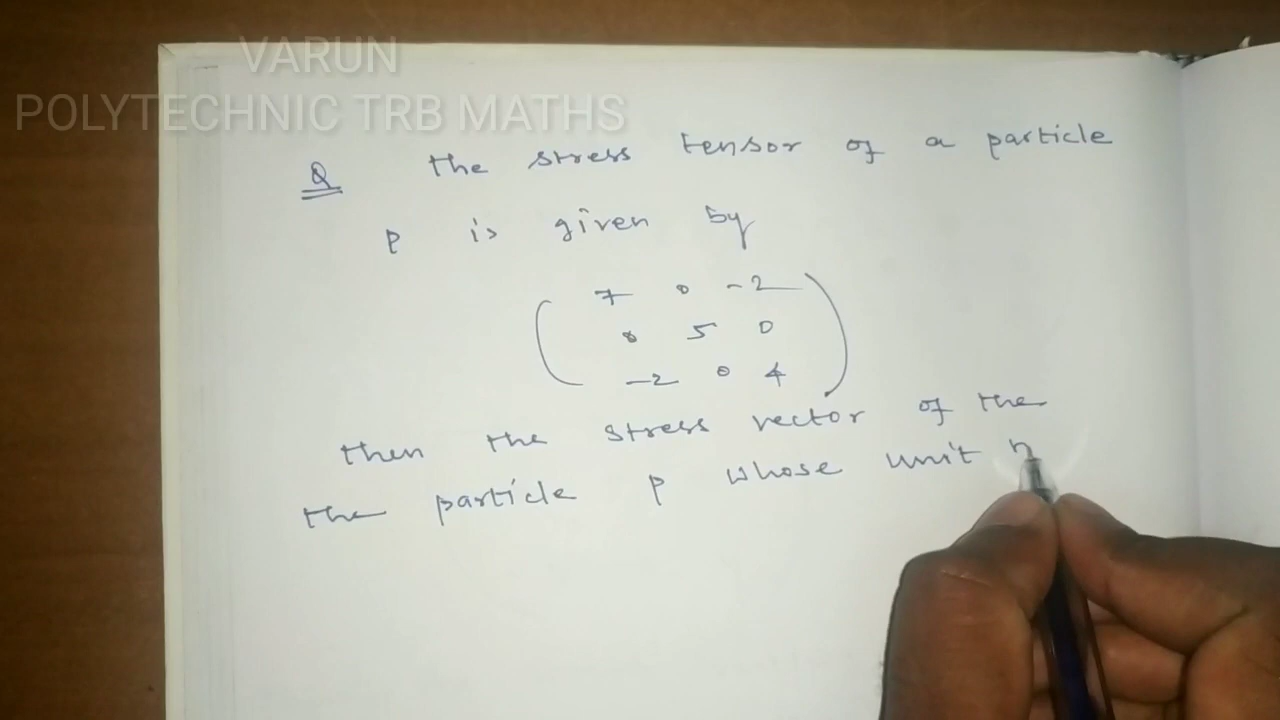 VARUN
POLYTECHNIC TRB MATHS
Q the stress tensor of a particle
P is given by
7 0 -2
0 5 0
-2 0 4
then the stress vector of the
the particle P whose unit n